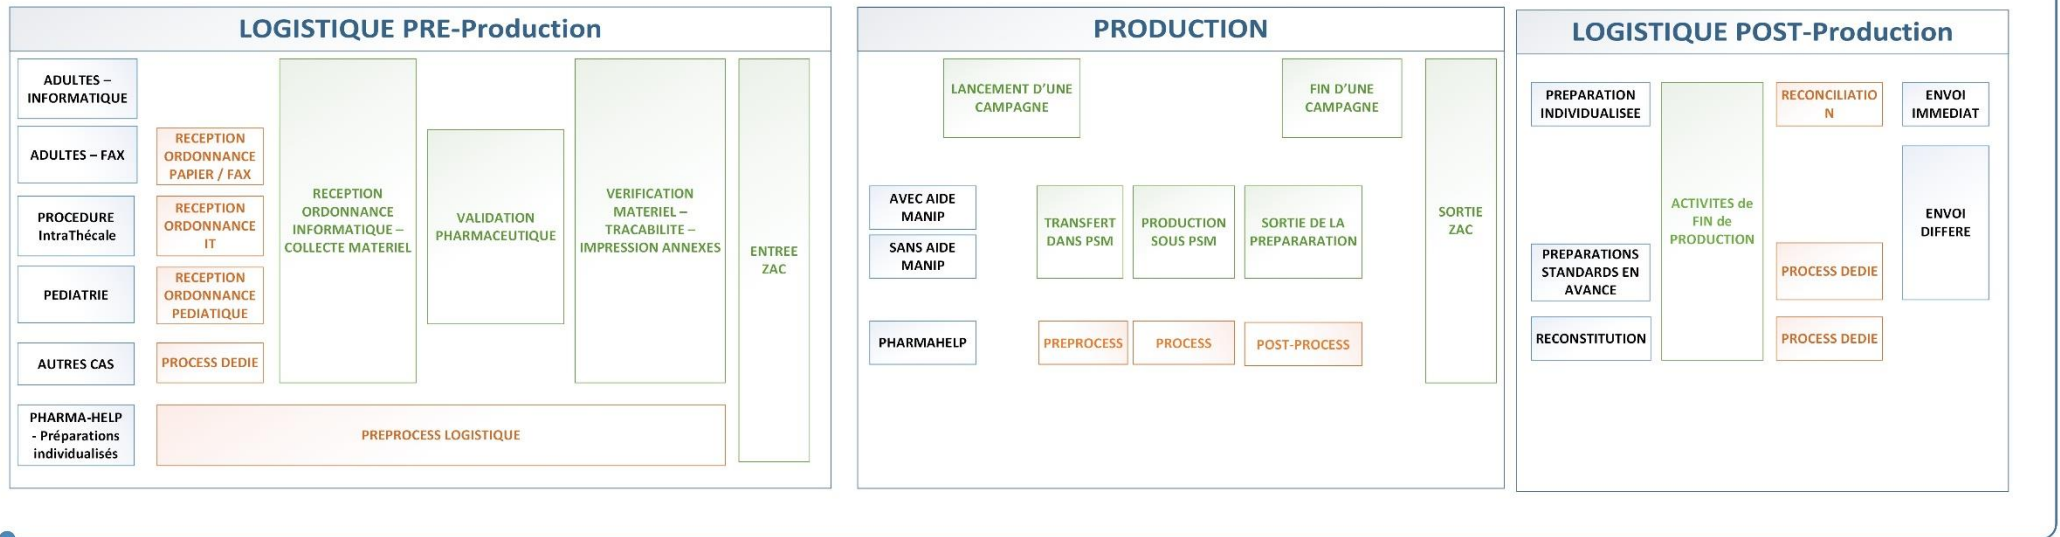 LOGISTIQUE PRE-Production
ADULTES –
INFORMATIQUE
ADULTES – FAX
PROCEDURE
IntraThécale
PEDIATRIE
AUTRES CAS
PHARMA-HELP
- Préparations
individualisés
RECEPTION
ORDONNANCE
PAPIER / FAX
RECEPTION
ORDONNANCE
IT
RECEPTION
ORDONNANCE
PEDIATIQUE
PROCESS DEDIE
PREPROCESS LOGISTIQUE
RECEPTION
ORDONNANCE
INFORMATIQUE –
COLLECTE MATERIEL
VALIDATION
PHARMACEUTIQUE
VERIFICATION
MATERIEL –
TRACABILITE –
IMPRESSION ANNEXES
ENTREE
ZAC
PRODUCTION
LANCEMENT D’UNE
CAMPAGNE
FIN D’UNE
CAMPAGNE
AVEC AIDE
MANIP
SANS AIDE
MANIP
PHARMAHELP
TRANSFERT
DANS PSM
PRODUCTION
SOUS PSM
SORTIE DE LA
PREPARARATION
PREPROCESS
PROCESS
POST-PROCESS
SORTIE
ZAC
LOGISTIQUE POST-Production
PREPARATION
INDIVIDUALISEE
PREPARATIONS
STANDARDS EN
AVANCE
RECONSTITUTION
ACTIVITES de
FIN de
PRODUCTION
RECONCILIATIO
N
PROCESS DEDIE
PROCESS DEDIE
ENVOI
IMMEDIAT
ENVOI
DIFFERE